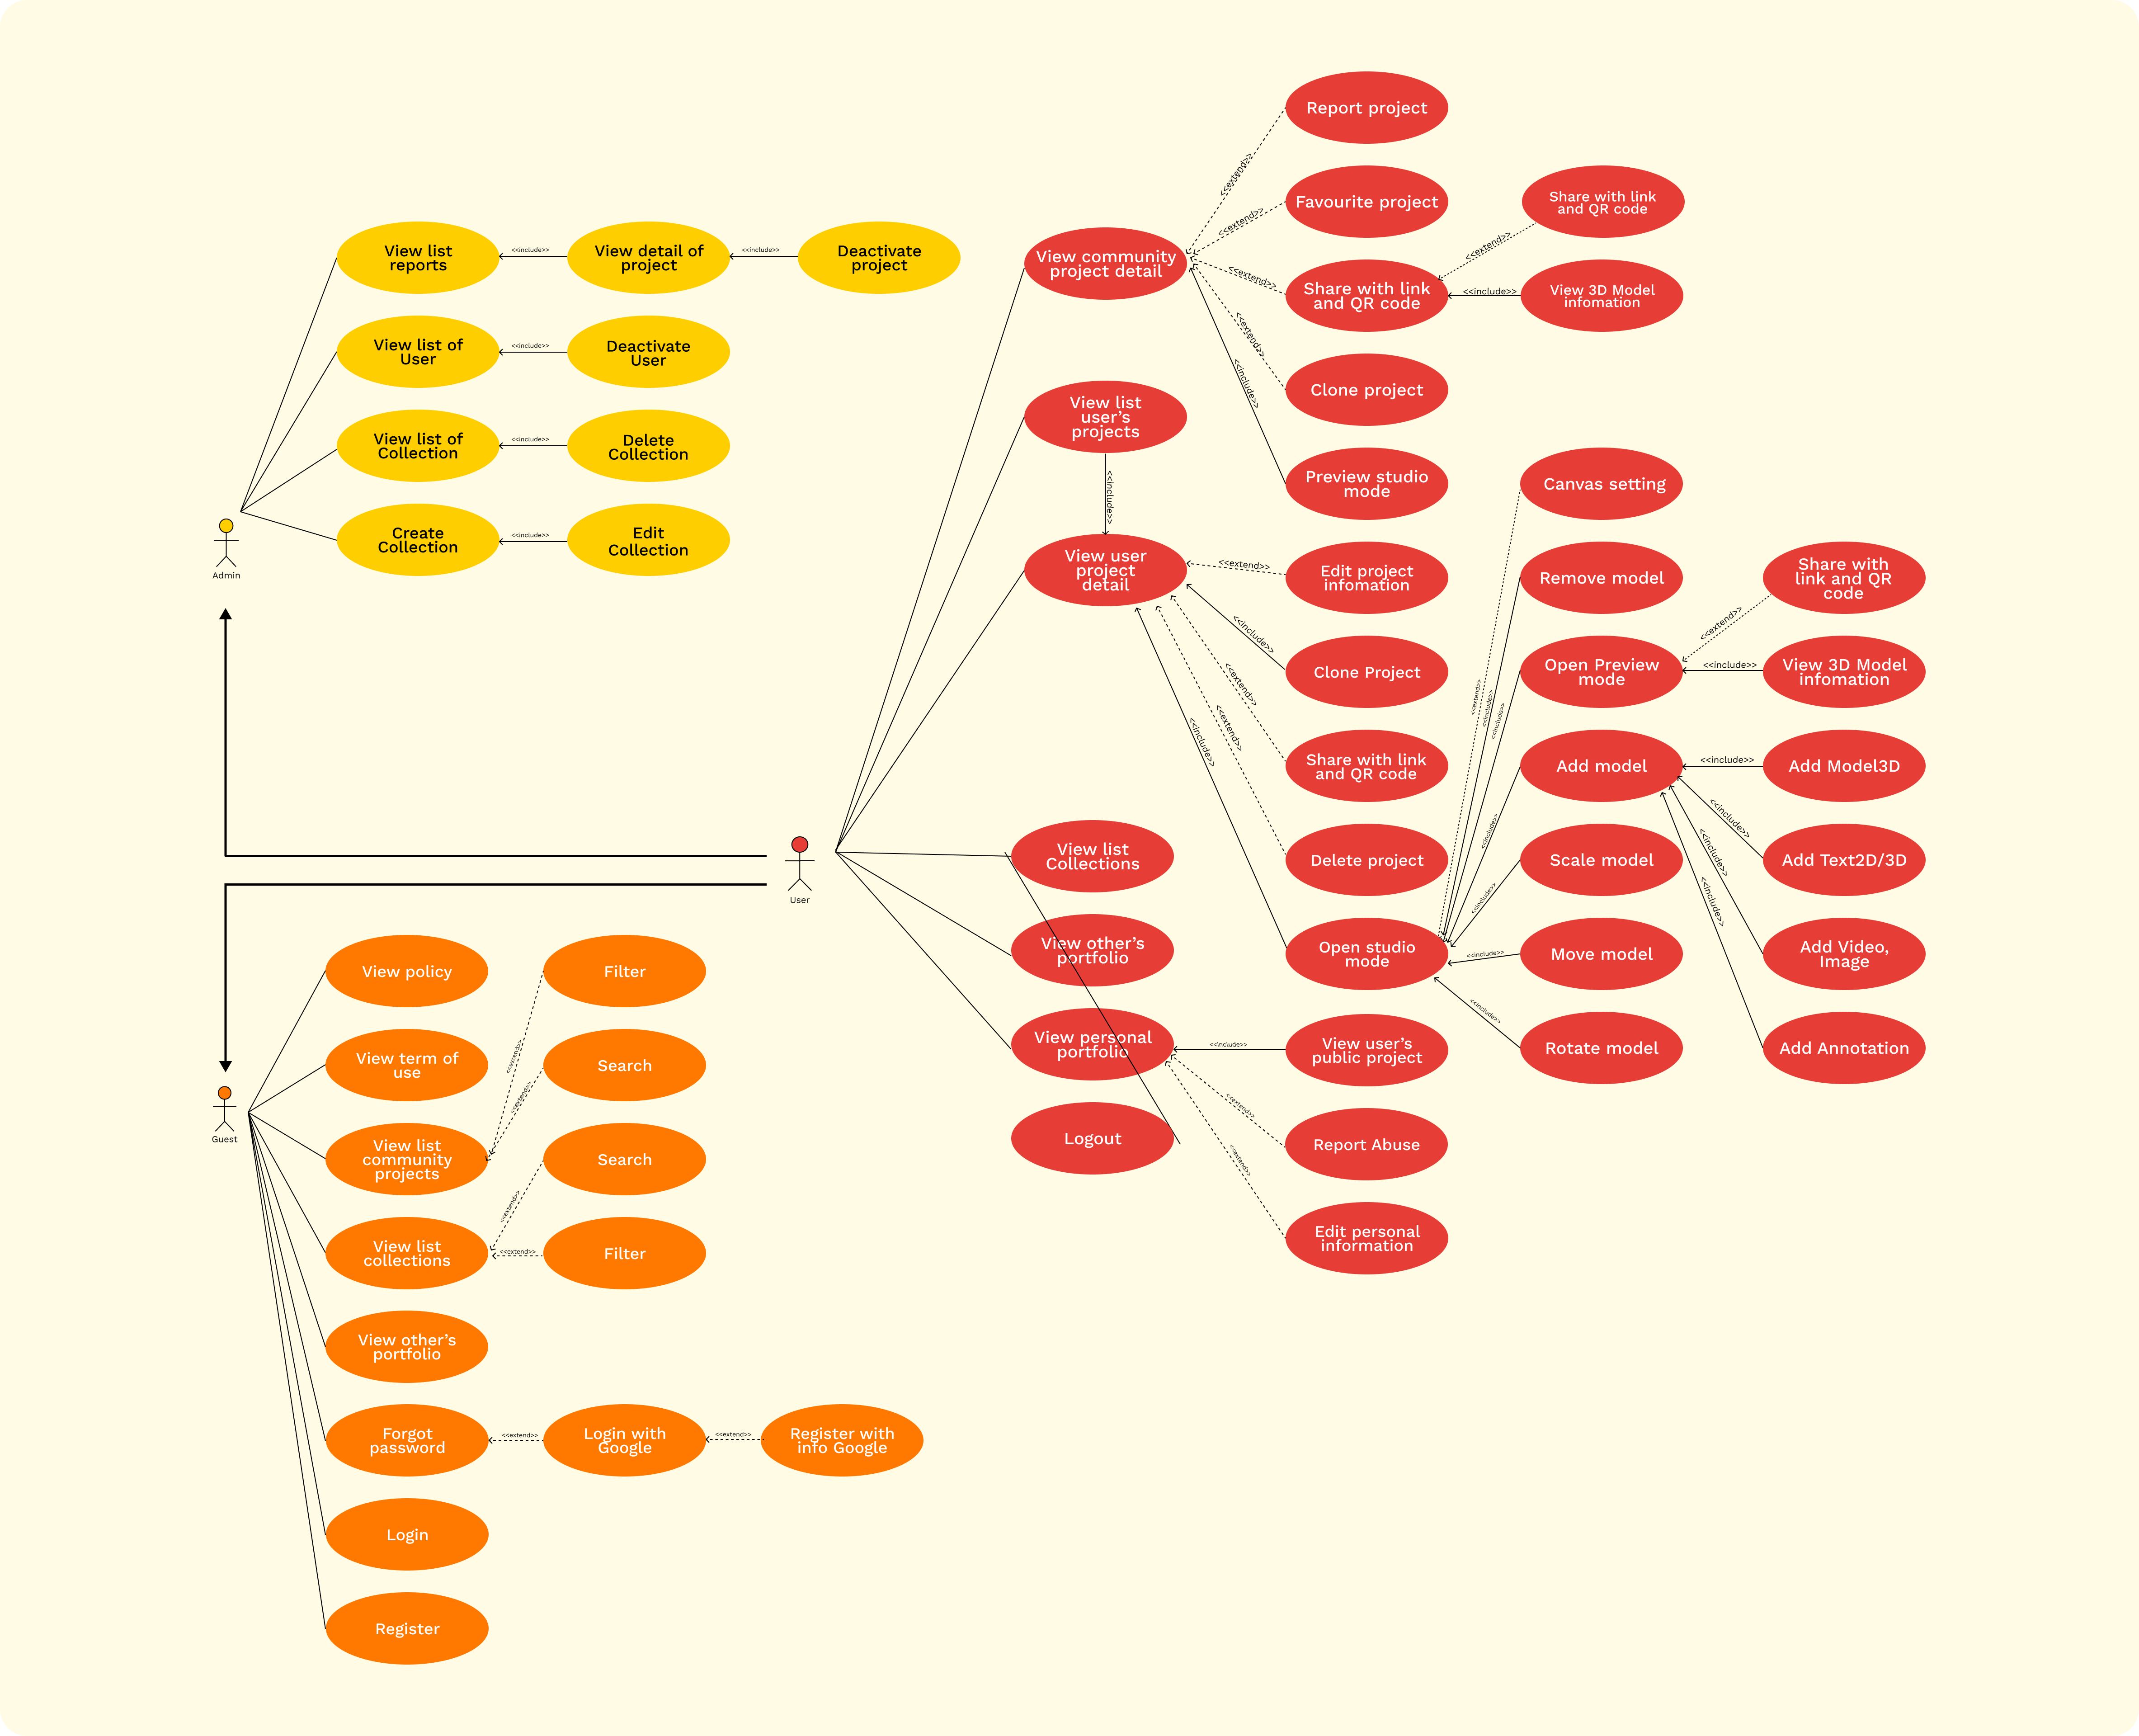 View list
reports
<<include>>
View detail of
project
<<include>>
Deactivate
project
View list of
User
<<include>>
Deactivate
User
View list of
Collection
<<include>>
Delete
Collection
Create
Collection
<<include>>
Edit
Collection
Admin
User
Guest
View policy
Filter
View term of
use
<<extend>>
Search
<<extend>>
View list
community
projects
Search
<<extend>>
View list
collections
<<extend>>
Filter
View other's
portfolio
Forgot
password
<<extend>>
Login with
Google
<<extend>>
Register with
info Google
Login
Register
View community
project detail
<<extend>>
Report project
<<extend>>
Favourite project
<<extend>>
Share with link
and QR code
<<extend>>
Share with link
and QR code
<<include>>
View 3D Model
infomation
<<extend>>
Clone project
<<include>>
Preview studio
mode
View list
user's
projects
<<include>>
View user
project
detail
<<extend>>
Edit project
infomation
<<include>>
Clone Project
<<extend>>
Share with link
and QR code
<<extend>>
Delete project
<<include>>
Open studio
mode
<<extend>>
Canvas setting
<<include>>
Remove model
<<include>>
Open Preview
mode
<<extend>>
Share with
link and QR
code
<<include>>
View 3D Model
infomation
<<include>>
Add model
<<include>>
Add Model3D
<<include>>
Add Text2D/3D
<<include>>
Add Video,
Image
<<include>>
Add Annotation
<<include>>
Scale model
<<include>>
Move model
<<include>>
Rotate model
View list
Collections
View other's
portfolio
View personal
portfolio
<<include>>
View user's
public project
<<extend>>
Report Abuse
<<extend>>
Edit personal
information
Logout